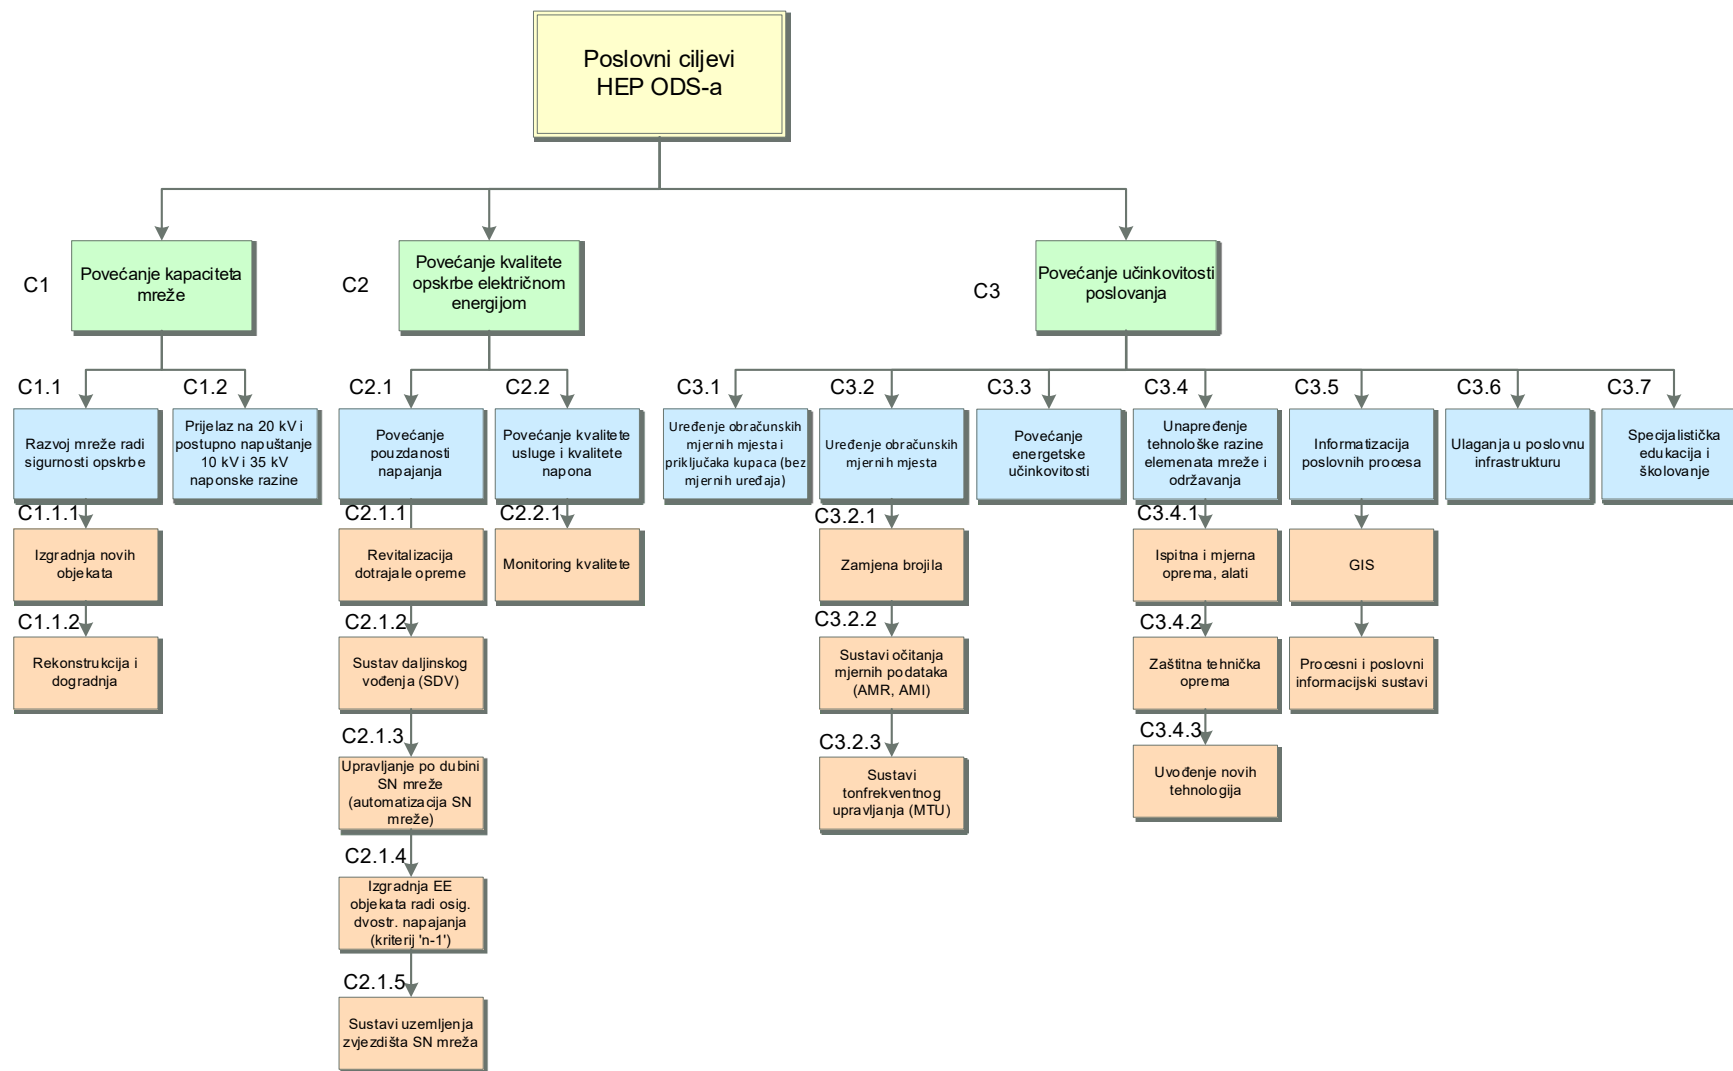 Poslovni ciljevi
HEP ODS-a
C1
Povećanje kapaciteta
mreže
C2
Povećanje kvalitete
opskrbe električnom
energijom
C3
Povećanje učinkovitosti
poslovanja
C1.1
Razvoj mreže radi
sigurnosti opskrbe
C1.2
Prijelaz na 20 kV i
postupno napuštanje
10 kV i 35 kV
naponske razine
C2.1
Povećanje
pouzdanosti
napajanja
C2.2
Povećanje kvalitete
usluge i kvalitete
napona
C3.1
Uređenje obračunskih
mjernih mjesta i
priključaka kupaca (bez
mjernih uređaja)
C3.2
Uređenje obračunskih
mjernih mjesta
C3.3
Povećanje
energetske
učinkovitosti
C3.4
Unapređenje
tehnološke razine
elemenata mreže i
održavanja
C3.5
Informatizacija
poslovnih procesa
C3.6
Ulaganja u poslovnu
infrastrukturu
C3.7
Specijalistička
edukacija i
školovanje
C1.1.1
Izgradnja novih
objekata
C1.1.2
Rekonstrukcija i
dogradnja
C2.1.1
Revitalizacija
dotrajale opreme
C2.1.2
Sustav daljinskog
vođenja (SDV)
C2.1.3
Upravljanje po dubini
SN mreže
(automatizacija SN
mreže)
C2.1.4
Izgradnja EE
objekata radi osig.
dvostr. napajanja
(kriterij 'n-1')
C2.1.5
Sustavi uzemljenja
zvjezdišta SN mreža
C2.2.1
Monitoring kvalitete
C3.2.1
Zamjena brojila
C3.2.2
Sustavi očitanja
mjernih podataka
(AMR, AMI)
C3.2.3
Sustavi
tonfrekventnog
upravljanja (MTU)
C3.4.1
Ispitna i mjerna
oprema, alati
C3.4.2
Zaštitna tehnička
oprema
C3.4.3
Uvođenje novih
tehnologija
GIS
Procesni i poslovni
informacijski sustavi